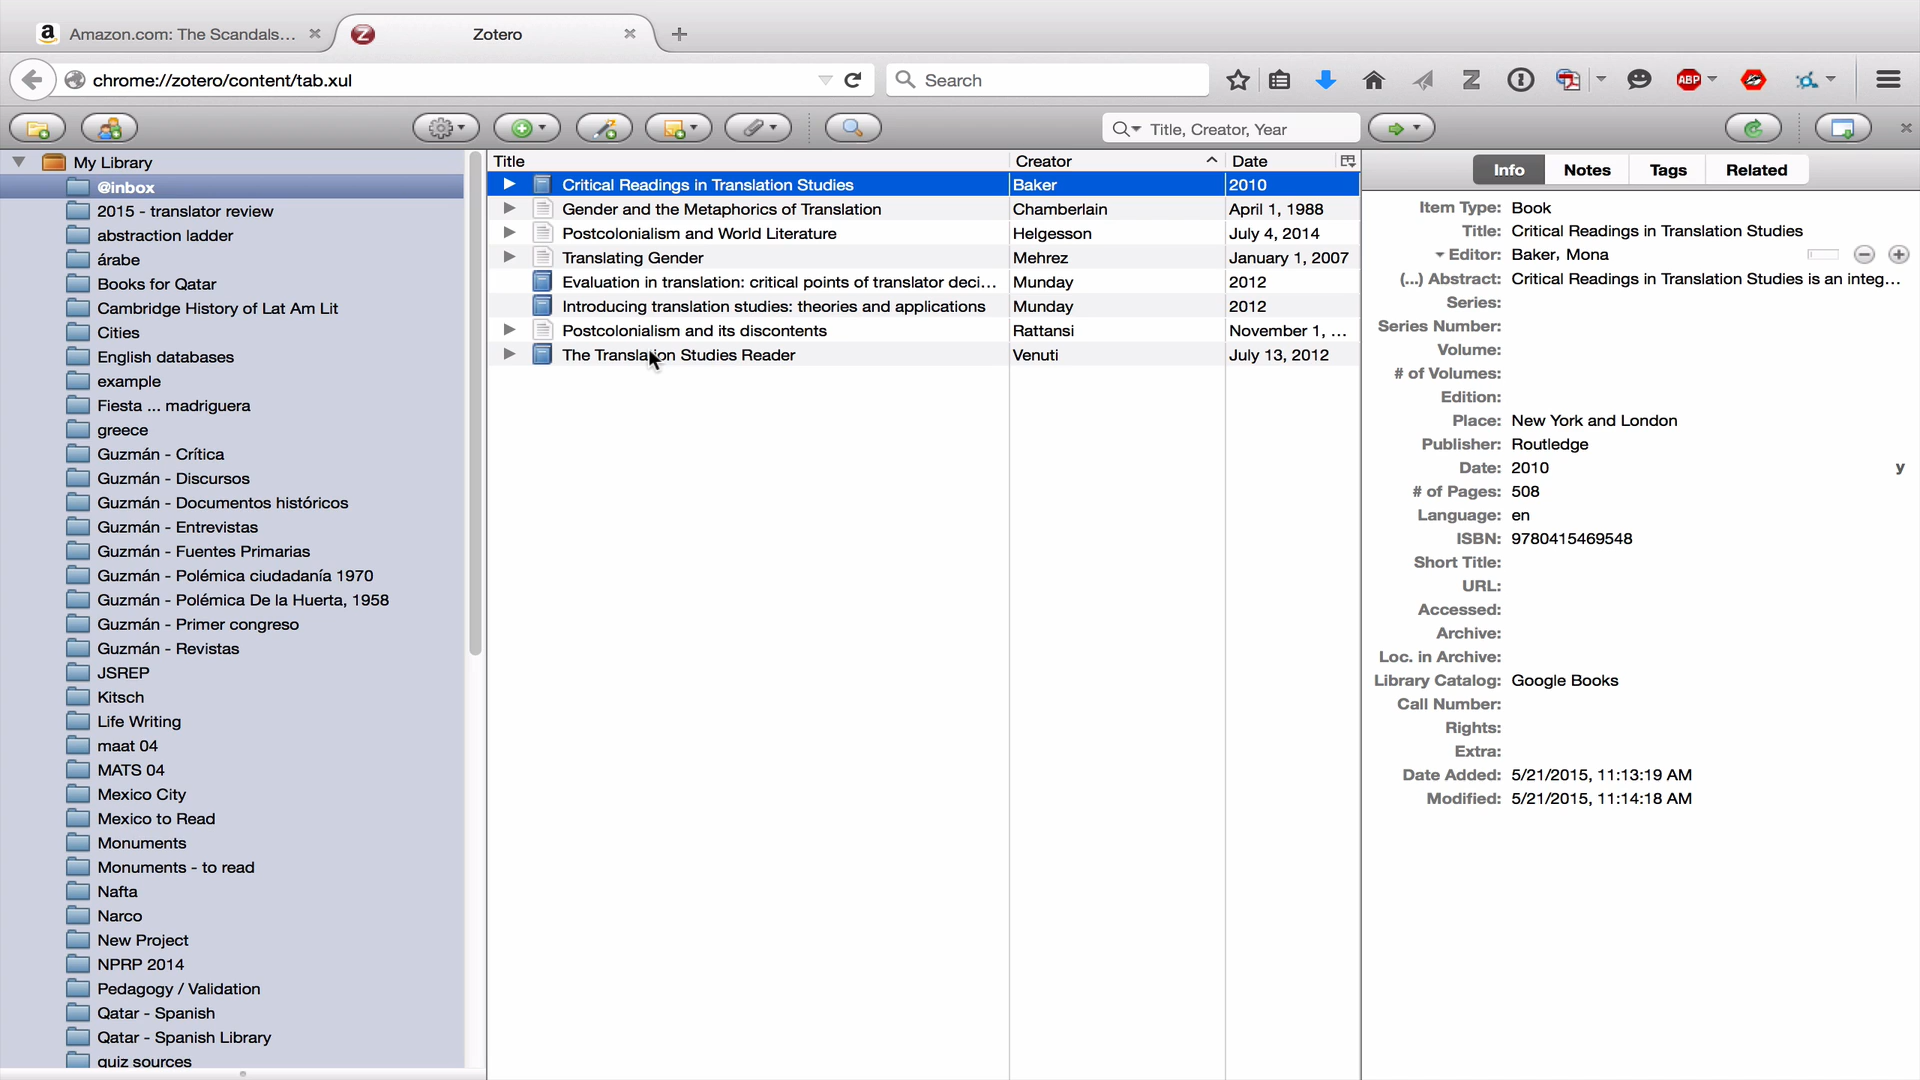 Amazon.com: The Scandals...
Zotero
chrome://zotero/content/tab.xul
Search
ABP
Title, Creator, Year
My Library
@inbox
2015 - translator review
abstraction ladder
árabe
Books for Qatar
Cambridge History of Lat Am Lit
Cities
English databases
example
Fiesta ... madriguera
greece
Guzmán - Crítica
Guzmán - Discursos
Guzmán - Documentos históricos
Guzmán - Entrevistas
Guzmán - Fuentes Primarias
Guzmán - Polémica ciudadanía 1970
Guzmán - Polémica De la Huerta, 1958
Guzmán - Primer congreso
Guzmán - Revistas
JSREP
Kitsch
Life Writing
maat 04
MATS 04
Mexico City
Mexico to Read
Monuments
Monuments - to read
Nafta
Narco
New Project
NPRP 2014
Pedagogy / Validation
Qatar - Spanish
Qatar - Spanish Library
quiz sources
Title Creator Date
Critical Readings in Translation Studies Baker 2010
Gender and the Metaphorics of Translation Chamberlain April 1, 1988
Postcolonialism and World Literature Helgesson July 4, 2014
Translating Gender Mehrez January 1, 2007
Evaluation in translation: critical points of translator deci... Munday 2012
Introducing translation studies: theories and applications Munday 2012
Postcolonialism and its discontents Rattansi November 1, ...
The Translation Studies Reader Venuti July 13, 2012
Info Notes Tags Related
Item Type: Book
Title: Critical Readings in Translation Studies
Editor: Baker, Mona
(...) Abstract: Critical Readings in Translation Studies is an integ...
Series:
Series Number:
Volume:
# of Volumes:
Edition:
Place: New York and London
Publisher: Routledge
Date: 2010 y
# of Pages: 508
Language: en
ISBN: 9780415469548
Short Title:
URL:
Accessed:
Archive:
Loc. in Archive:
Library Catalog: Google Books
Call Number:
Rights:
Extra:
Date Added: 5/21/2015, 11:13:19 AM
Modified: 5/21/2015, 11:14:18 AM